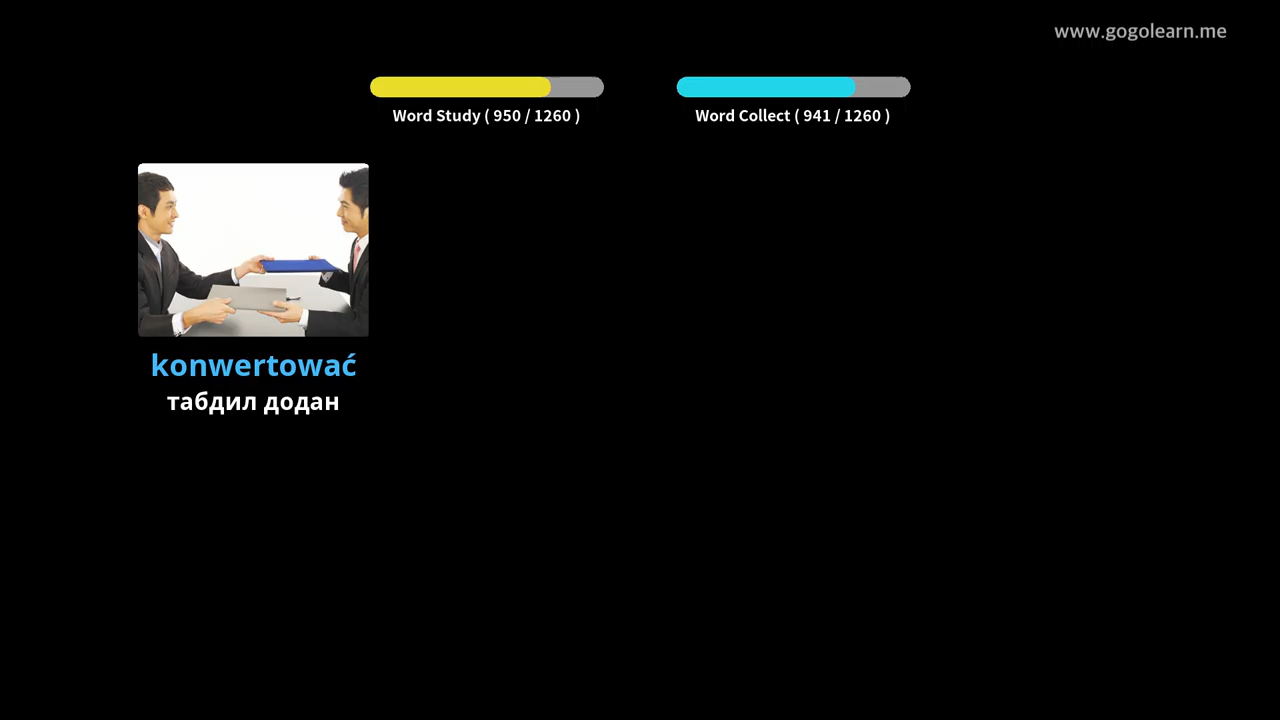 www.gogolearn.me
Word Study ( 950 / 1260 )
Word Collect ( 941 / 1260 )
konwertować
табдил додан